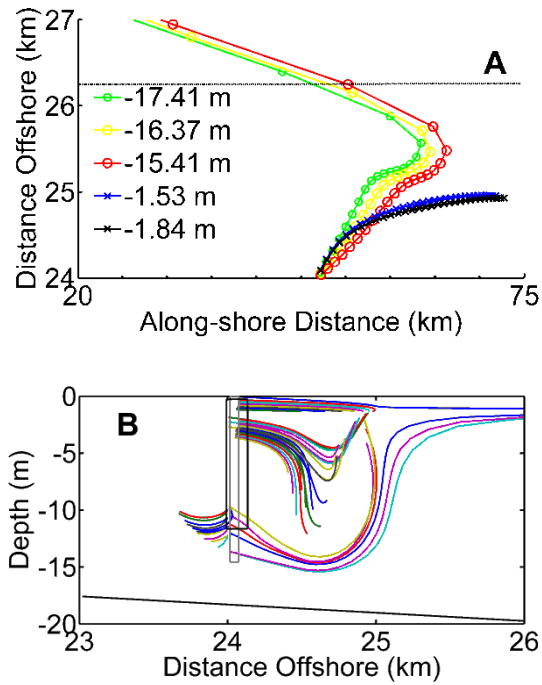 27
A
-17.41 m
26
-16.37 m
-15.41 m
25
-1.53 m
-1.84 m
24
20
75
Distance Offshore (km)
Along-shore Distance (km)
0
B
-5
-10
-15
-20
Depth (m)
23
24
25
26
Distance Offshore (km)